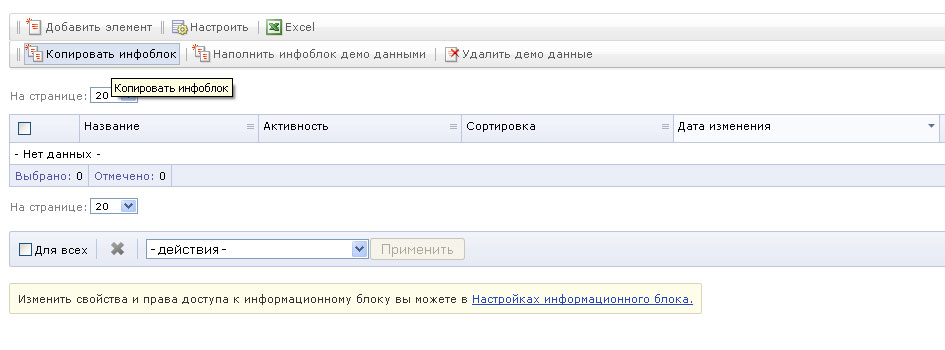 Добавить элемент Настроить Excel
Копировать инфоблок Наполнить инфоблок демо данными Удалить демо данные
Копировать инфоблок
На странице: 20
Название Активность Сортировка Дата изменения
- Нет данных -
Выбрано: 0 Отмечено: 0
На странице: 20
Для всех - действия - Применить
Изменить свойства и права доступа к информационному блоку вы можете в Настройках информационного блока.